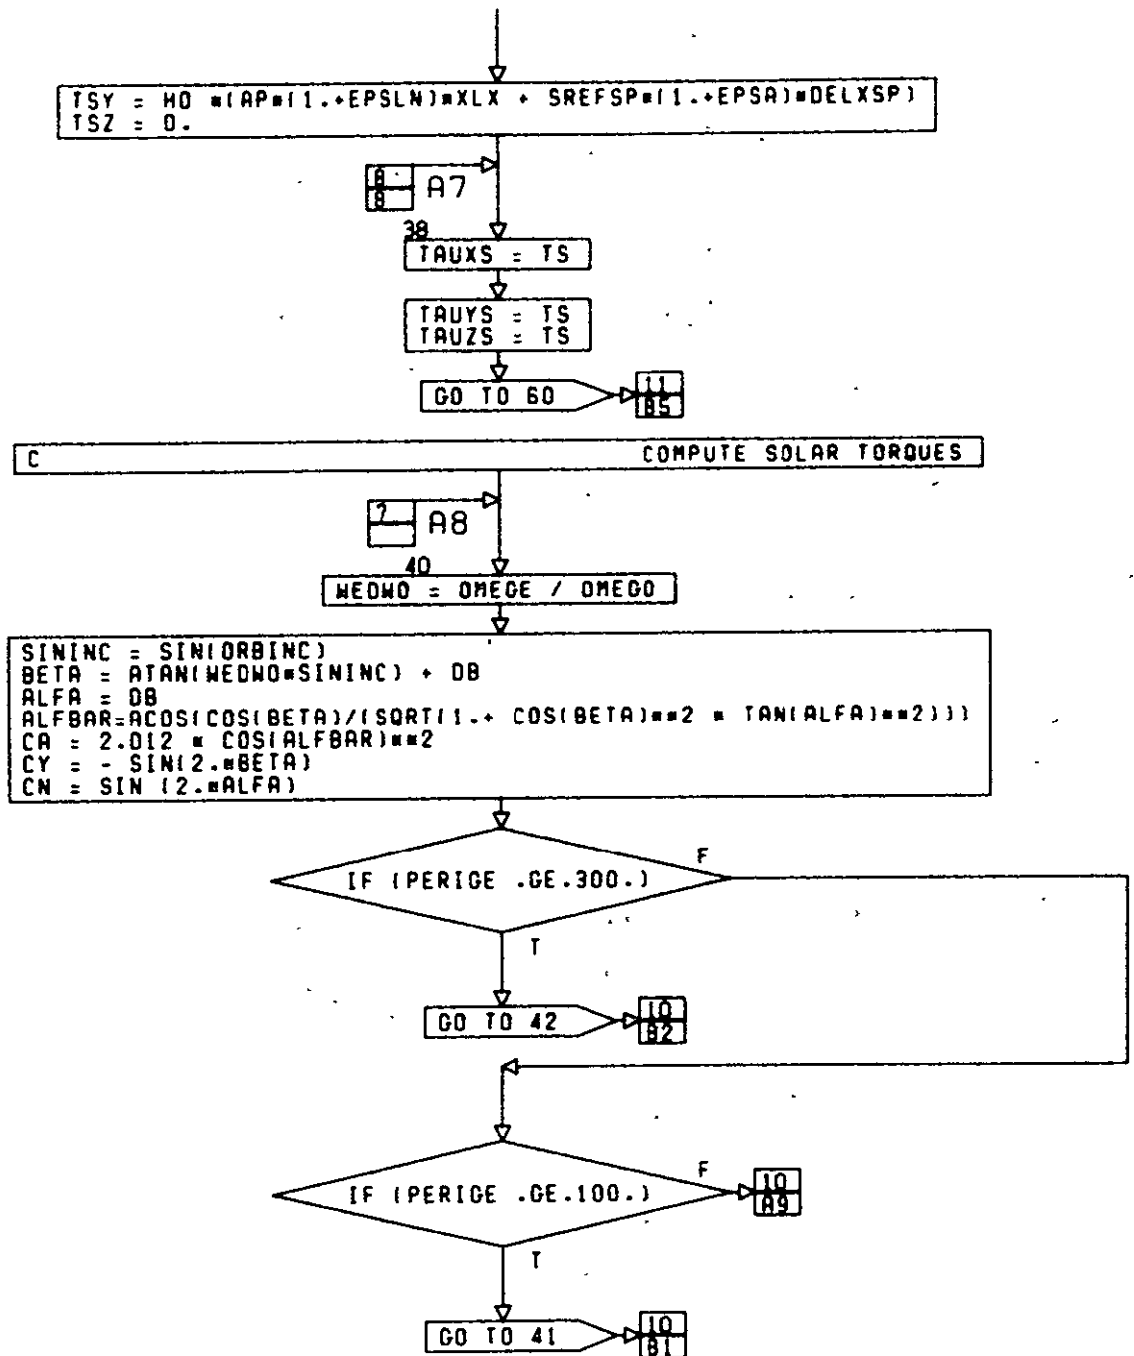 TSY = HO *(AP*(1.+EPSLN)*XLX + SREFSP*(1.+EPSA)*DELXSP)
TSZ = 0.
8
8
A7
38
TAUXS = TS
TAUYS = TS
TAUZS = TS
GO TO 60
11
B5
C COMPUTE SOLAR TORQUES
7
A8
40
WEDWO = OMEGE / OMEGO
SININC = SIN(ORBINC)
BETA = ATAN(WEDWO*SININC) + DB
ALFA = DB
ALFBAR=ACOS(COS(BETA)/(SQRT(1.+ COS(BETA)**2 * TAN(ALFA)**2)))
CA = 2.012 * COS(ALFBAR)**2
CY = - SIN(2.*BETA)
CN = SIN (2.*ALFA)
IF (PERIGE .GE.300.)
F
T
GO TO 42
10
B2
IF (PERIGE .GE.100.)
F
10
A9
T
GO TO 41
10
B1